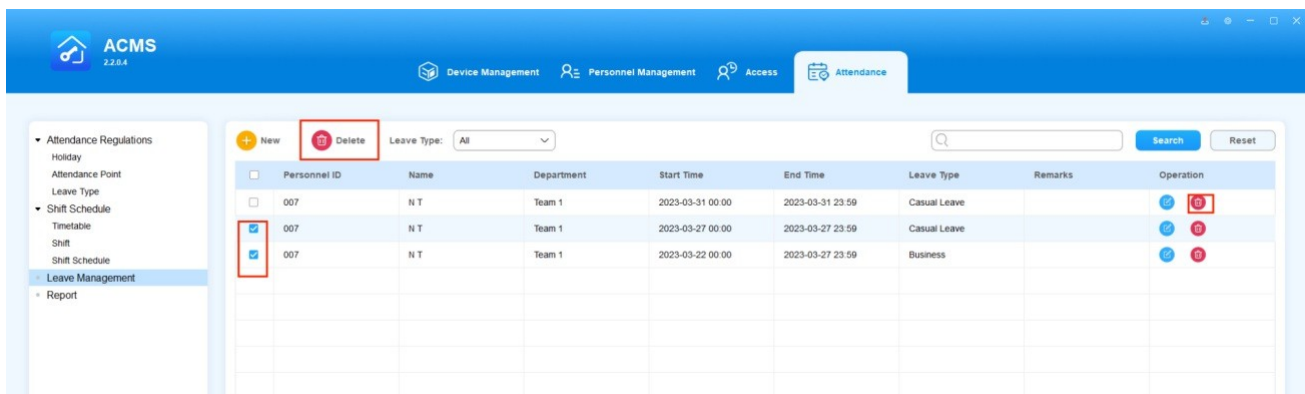 ACMS
2.2.0.4
Device Management Personnel Management Access Attendance
Attendance Regulations
Holiday
Attendance Point
Leave Type
Shift Schedule
Timetable
Shift
Shift Schedule
Leave Management
Report
New Delete Leave Type: All Search Reset
Personnel ID Name Department Start Time End Time Leave Type Remarks Operation
007 N T Team 1 2023-03-31 00:00 2023-03-31 23:59 Casual Leave
007 N T Team 1 2023-03-27 00:00 2023-03-27 23:59 Casual Leave
007 N T Team 1 2023-03-22 00:00 2023-03-27 23:59 Business